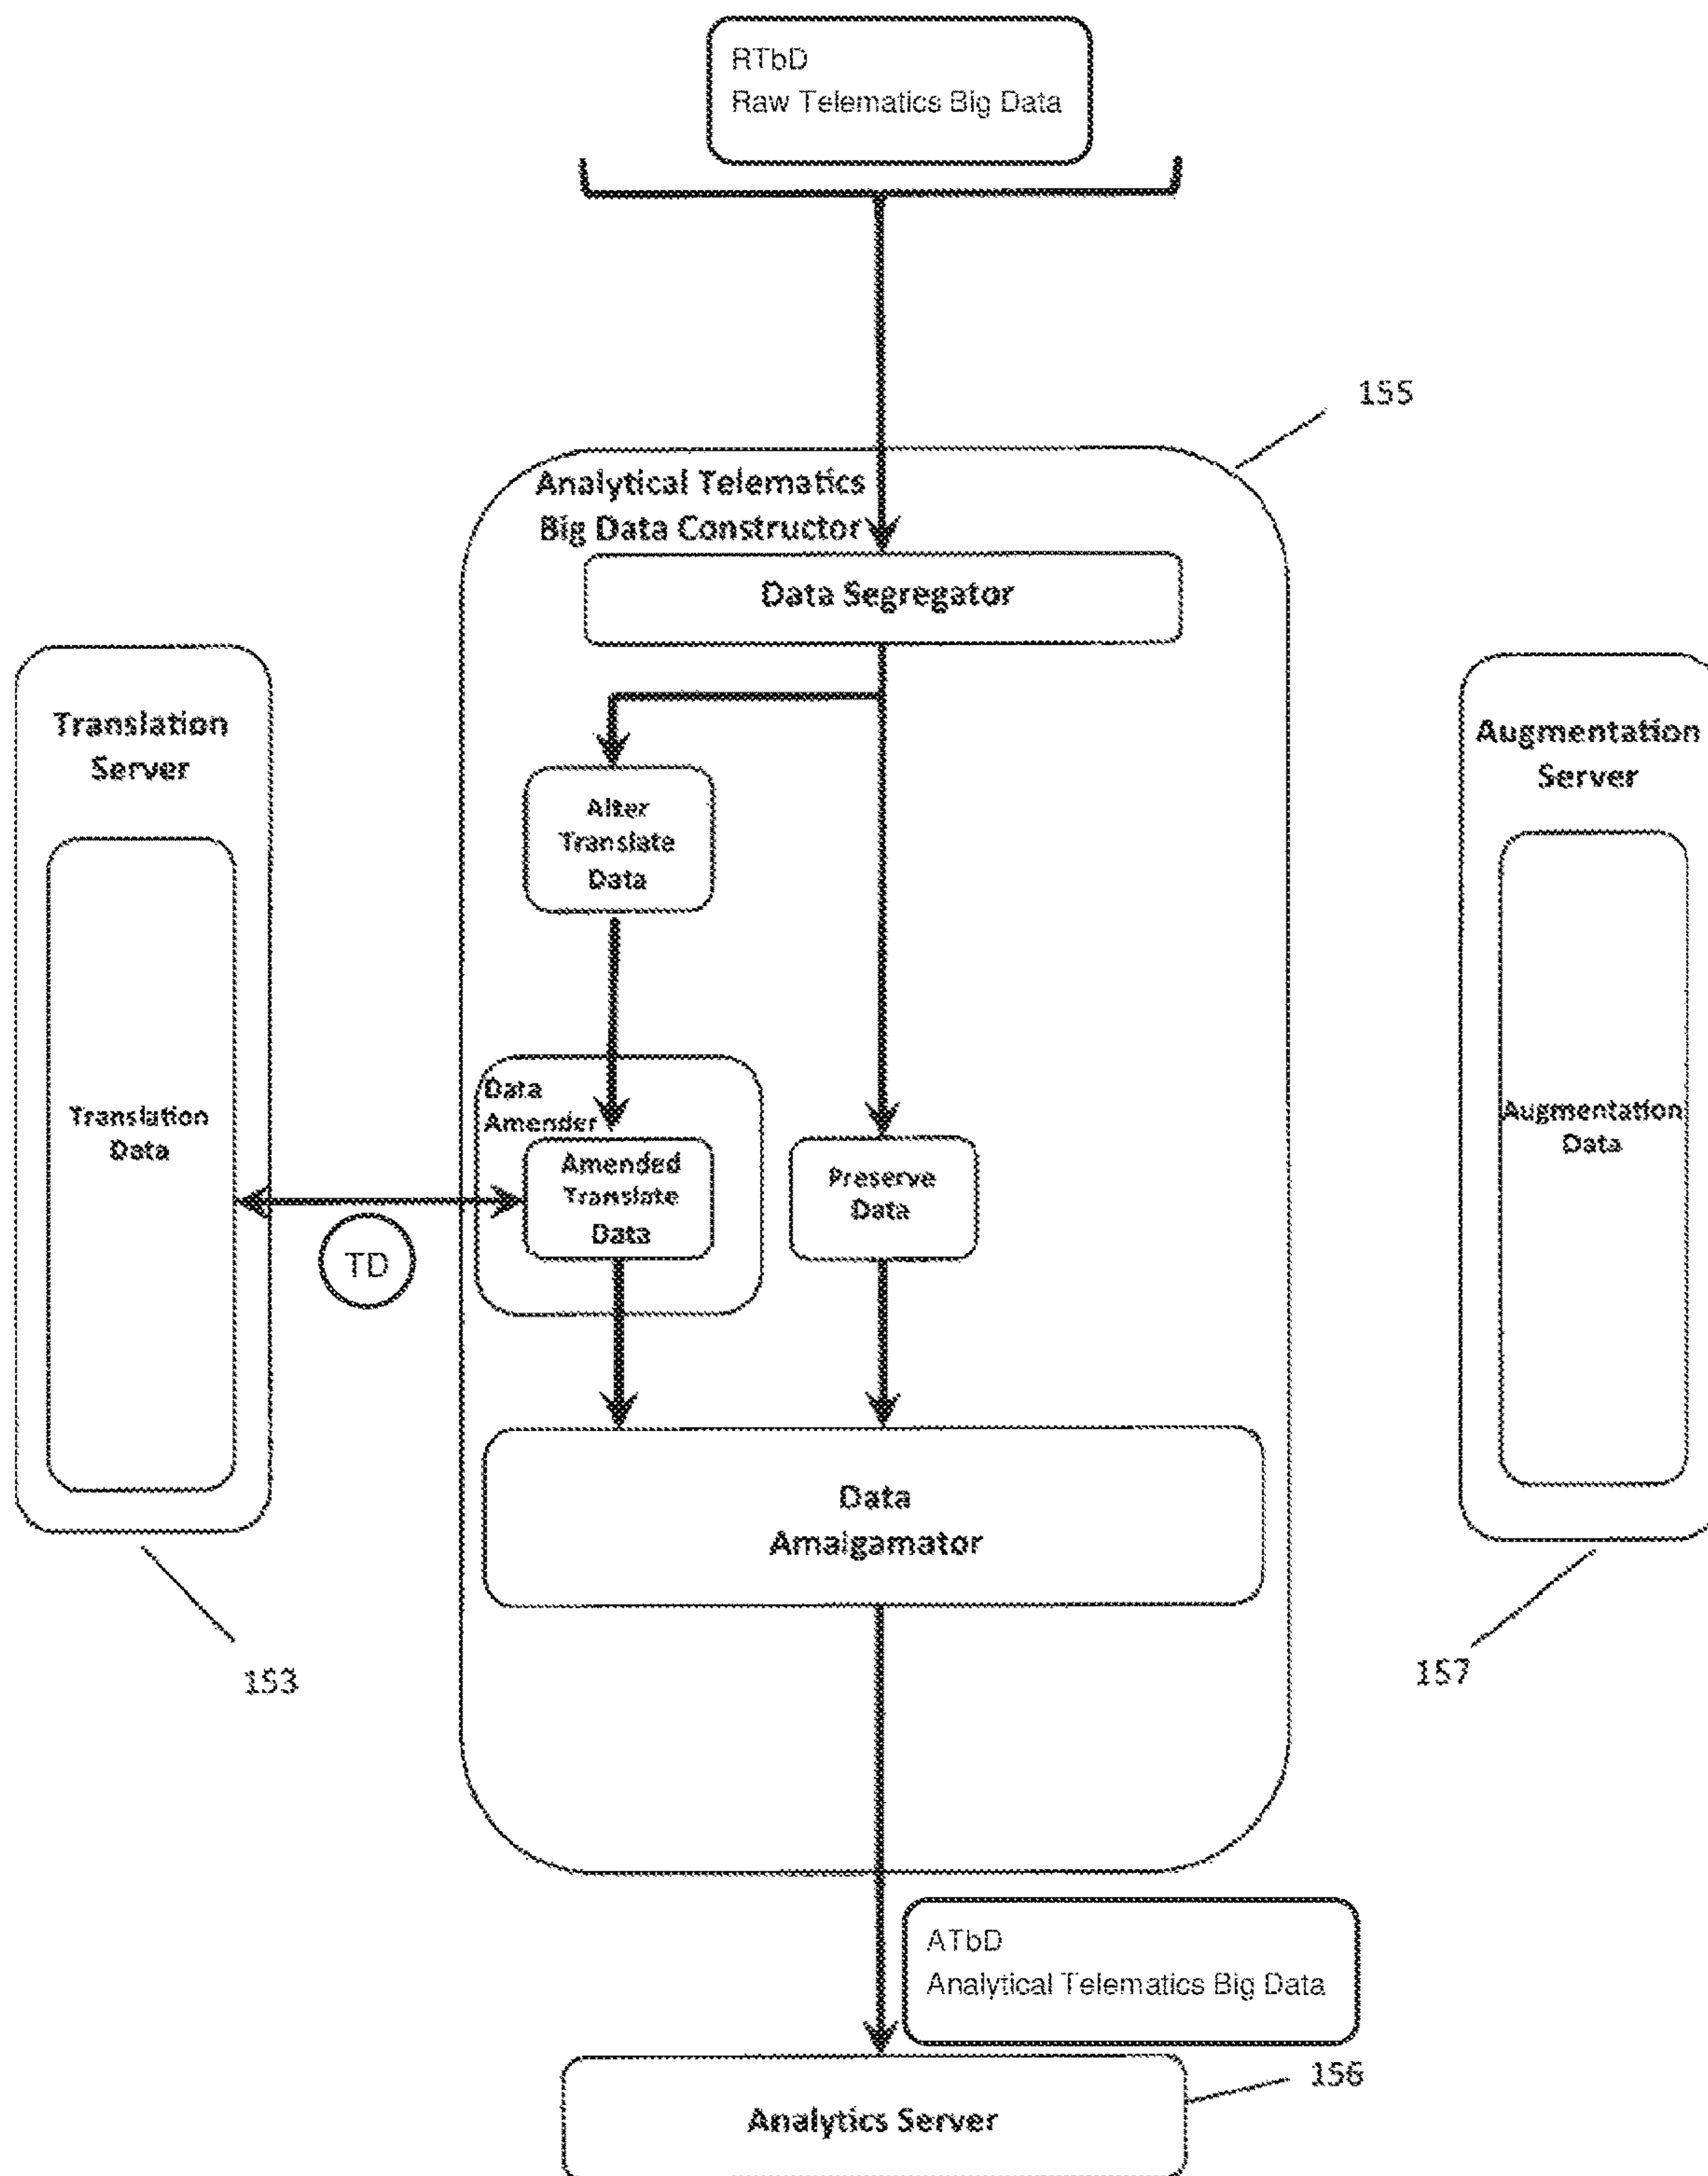 RTbD
Raw Telematics Big Data
155
Analytical Telematics
Big Data Constructor
Data Segregator
Translation
Server
Augmentation
Server
Alter
Translate
Data
Translation
Data
Data
Amender
Amended
Translate
Data
Preserve
Data
Augmentation
Data
TD
Data
Amalgamator
153
157
ATbD
Analytical Telematics Big Data
156
Analytics Server